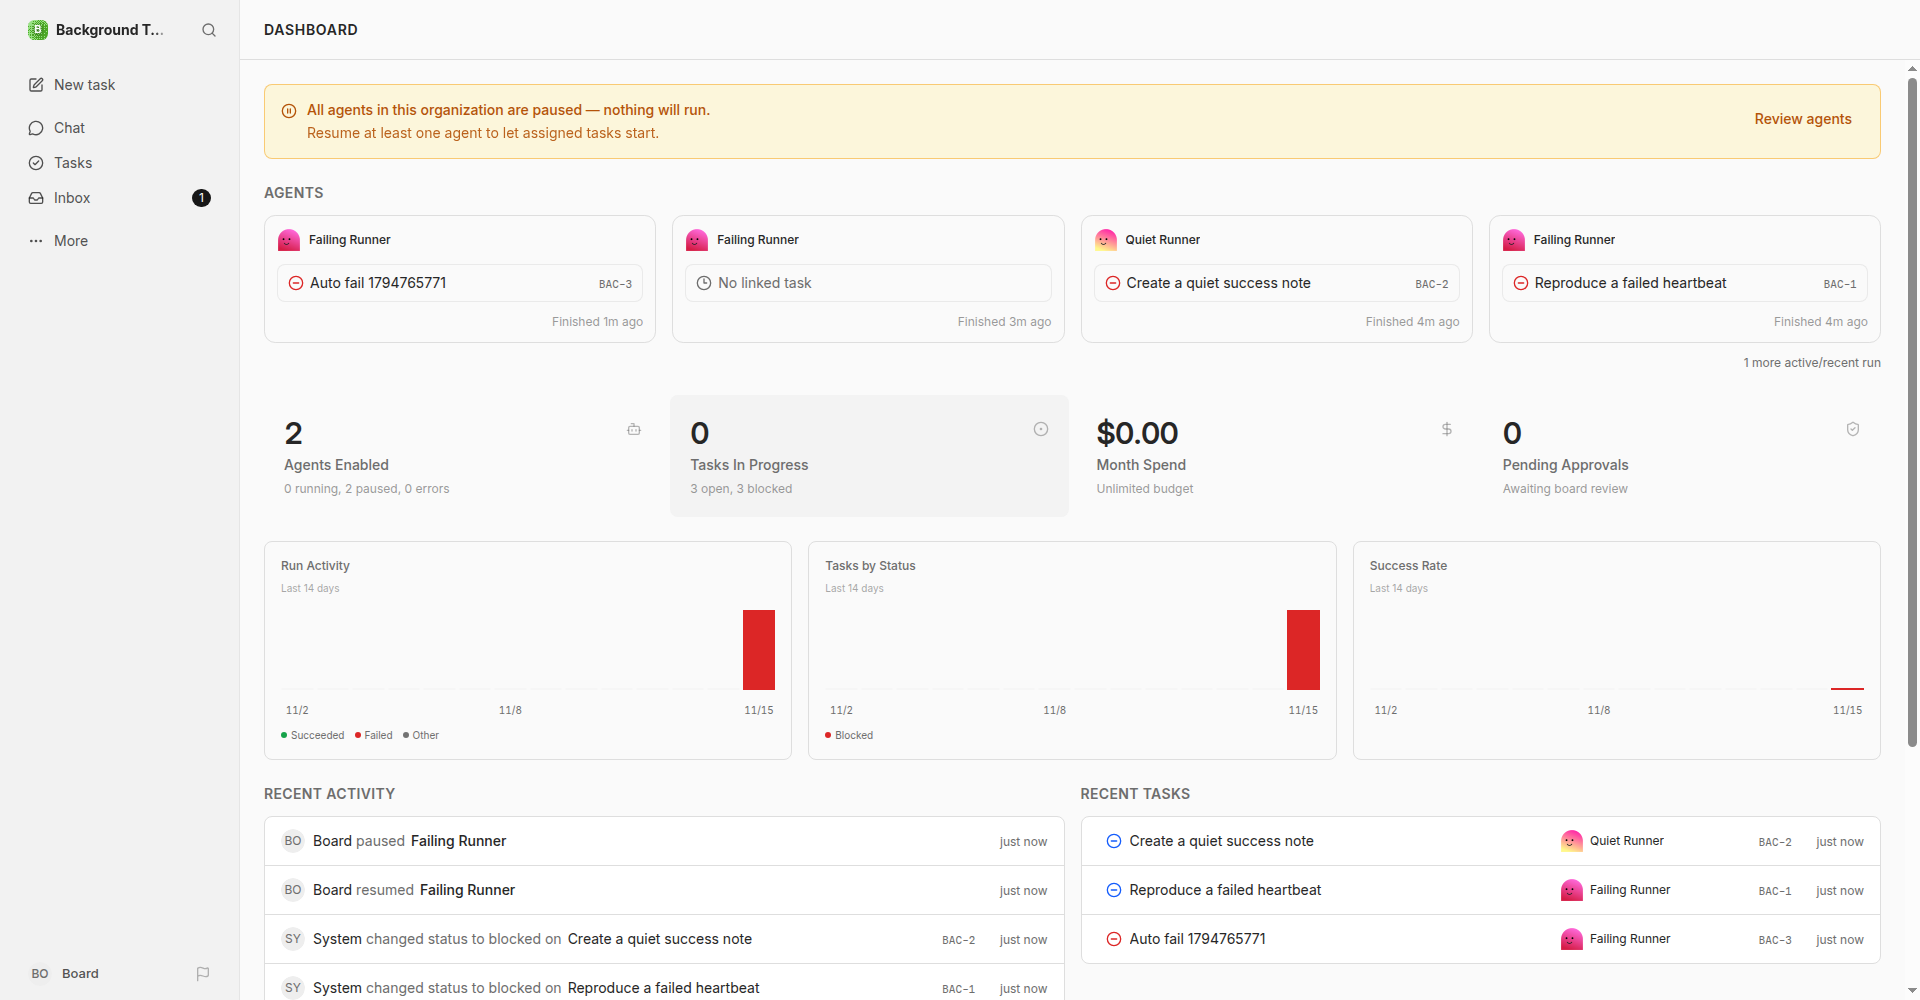 B
Background T...
New task
Chat
Tasks
Inbox
1
More
BO
Board
DASHBOARD
All agents in this organization are paused — nothing will run.
Resume at least one agent to let assigned tasks start.
Review agents
AGENTS
Failing Runner
Auto fail 1794765771
BAC-3
Finished 1m ago
Failing Runner
No linked task
Finished 3m ago
Quiet Runner
Create a quiet success note
BAC-2
Finished 4m ago
Failing Runner
Reproduce a failed heartbeat
BAC-1
Finished 4m ago
1 more active/recent run
2
Agents Enabled
0 running, 2 paused, 0 errors
0
Tasks In Progress
3 open, 3 blocked
$0.00
Month Spend
Unlimited budget
0
Pending Approvals
Awaiting board review
Run Activity
Last 14 days
11/2 11/8 11/15
Succeeded Failed Other
Tasks by Status
Last 14 days
11/2 11/8 11/15
Blocked
Success Rate
Last 14 days
11/2 11/8 11/15
RECENT ACTIVITY
BO Board paused Failing Runner just now
BO Board resumed Failing Runner just now
SY System changed status to blocked on Create a quiet success note BAC-2 just now
SY System changed status to blocked on Reproduce a failed heartbeat BAC-1 just now
RECENT TASKS
Create a quiet success note Quiet Runner BAC-2 just now
Reproduce a failed heartbeat Failing Runner BAC-1 just now
Auto fail 1794765771 Failing Runner BAC-3 just now